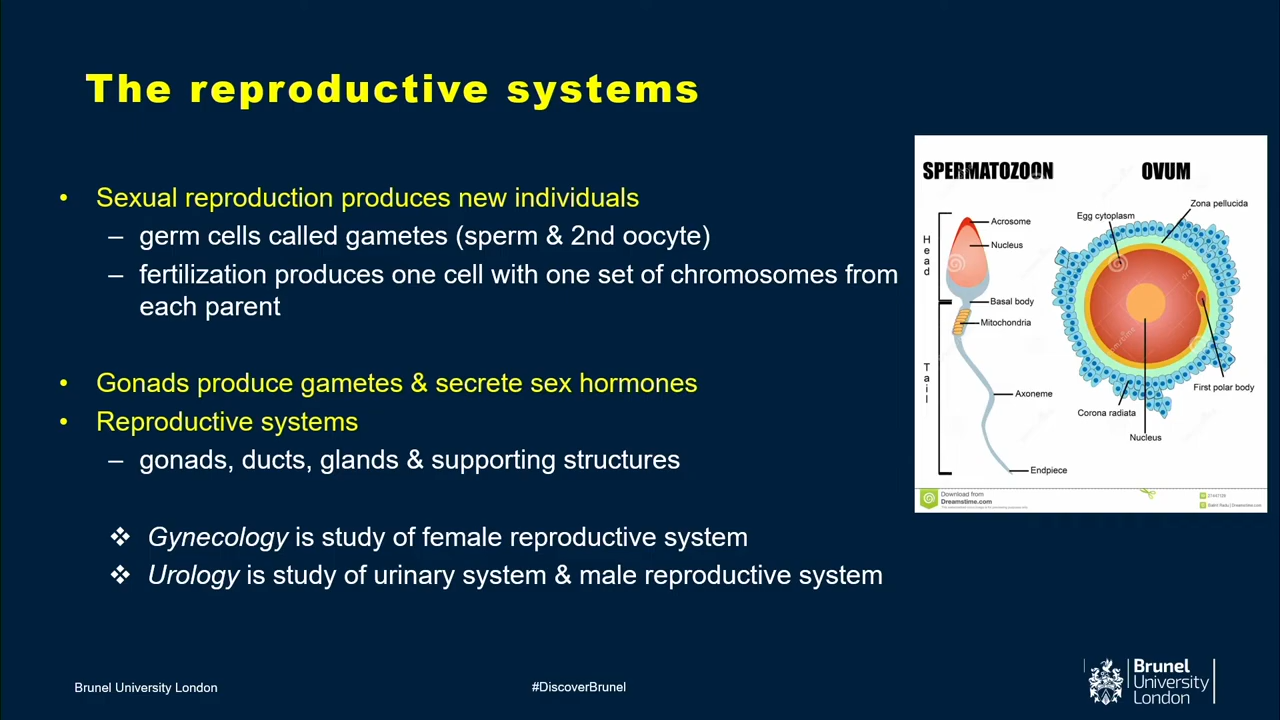 The reproductive systems
• Sexual reproduction produces new individuals
– germ cells called gametes (sperm & 2nd oocyte)
– fertilization produces one cell with one set of chromosomes from
each parent
• Gonads produce gametes & secrete sex hormones
• Reproductive systems
– gonads, ducts, glands & supporting structures
❖ Gynecology is study of female reproductive system
❖ Urology is study of urinary system & male reproductive system
SPERMATOZOON
Head
Acrosome
Nucleus
Basal body
Mitochondria
Tail
Axoneme
Endpiece
OVUM
Zona pellucida
Egg cytoplasm
First polar body
Corona radiata
Nucleus
Download from
Dreamstime.com
Brunel University London
#DiscoverBrunel
Brunel
University
London